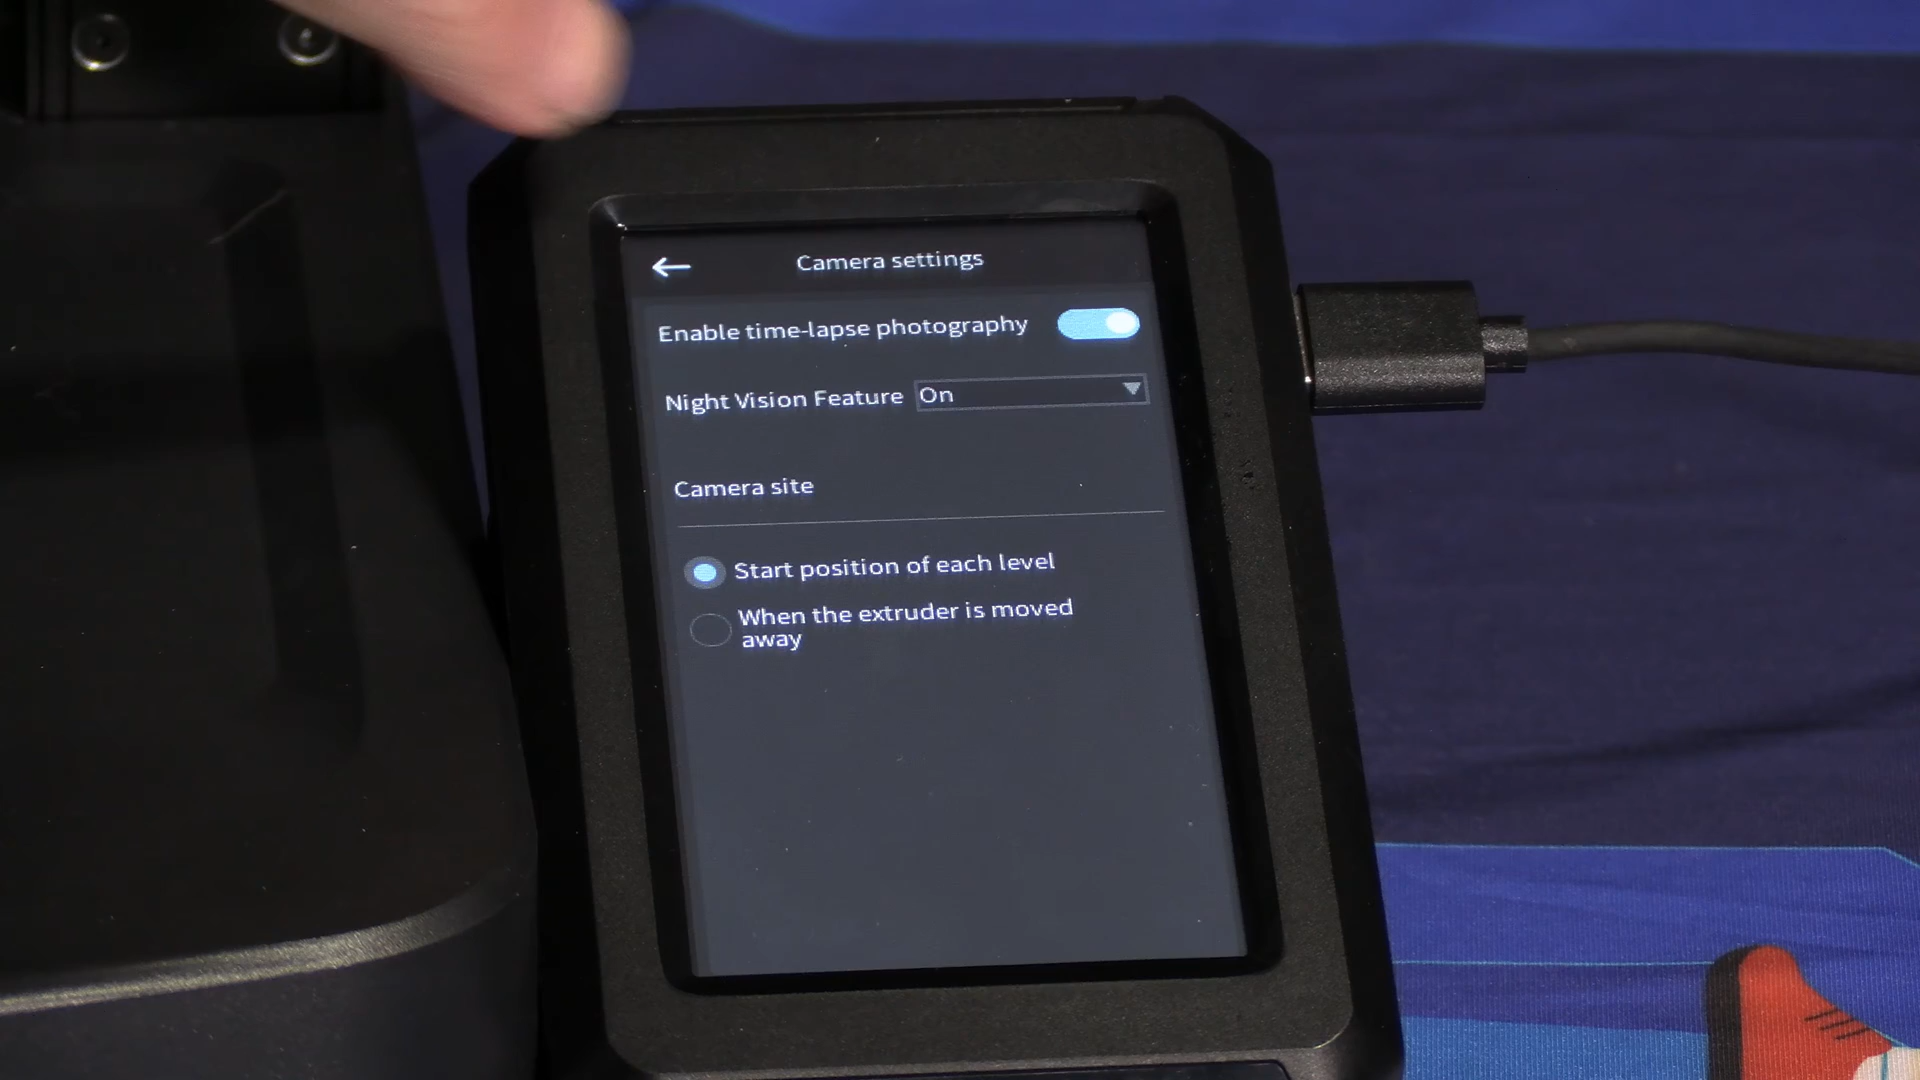 Camera settings
Enable time-lapse photography
Night Vision Feature On
Camera site
Start position of each level
When the extruder is moved
away